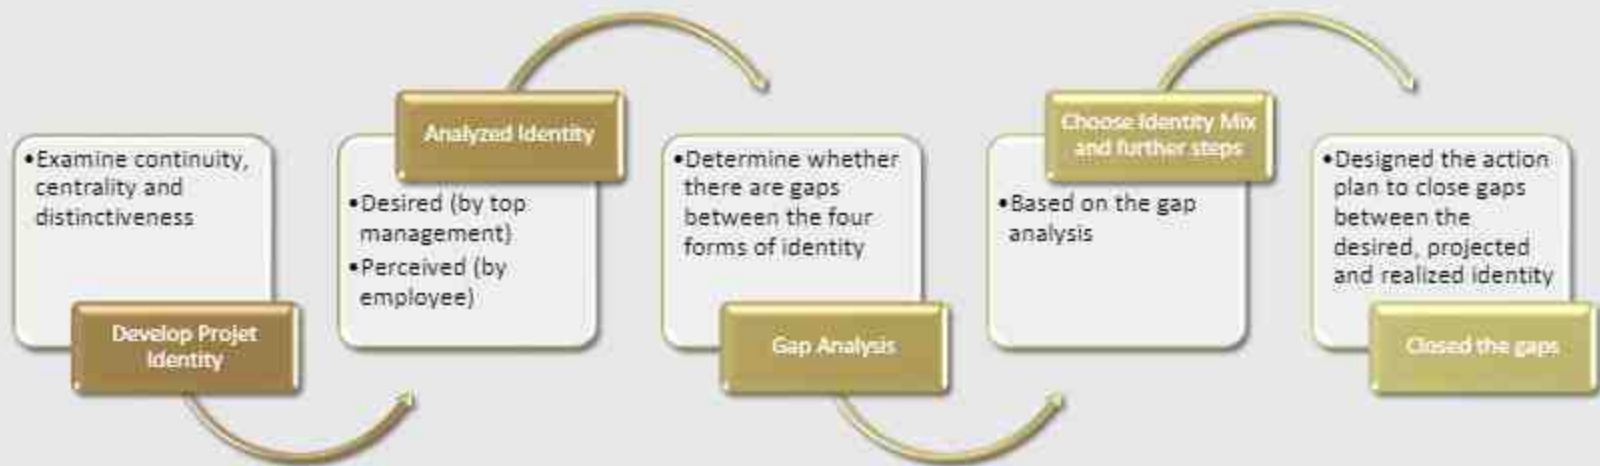 •Examine continuity,
centrality and
distinctiveness
Develop Projet
Identity
Analyzed Identity
•Desired (by top
management)
•Perceived (by
employee)
•Determine whether
there are gaps
between the four
forms of identity
Gap Analysis
Choose Identity Mix
and further steps
•Based on the gap
analysis
•Designed the action
plan to close gaps
between the
desired, projected
and realized identity
Closed the gaps